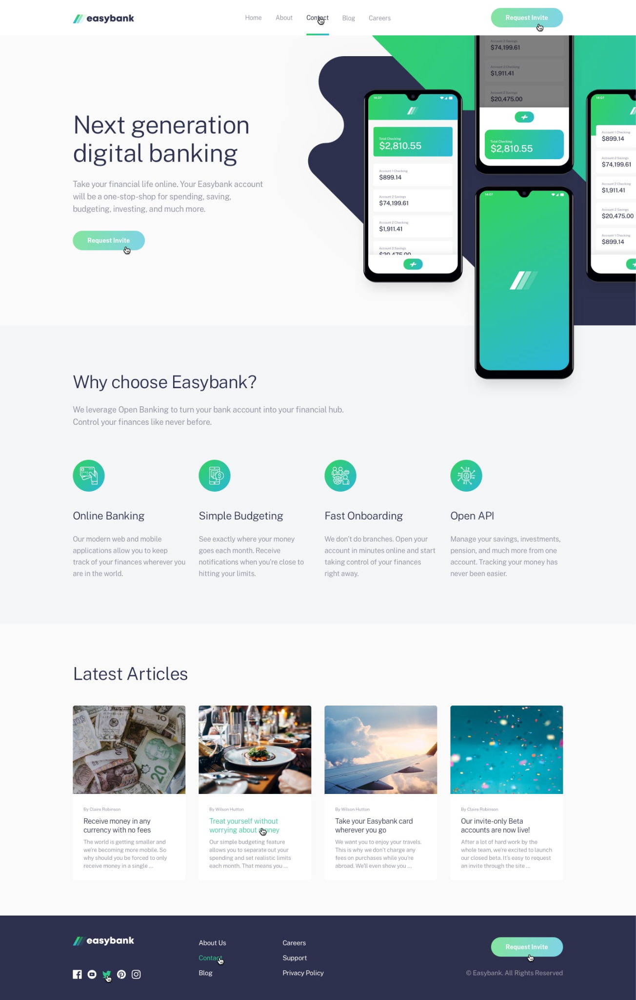 easybank
Home
About
Contact
Blog
Careers
Request Invite
Next generation
digital banking
Take your financial life online. Your Easybank account
will be a one-stop-shop for spending, saving,
budgeting, investing, and much more.
Request Invite
14:07
Total Checking
$2,810.55
Account 1 Checking
$899.14
Account 2 Savings
$74,199.61
Account 2 Checking
$1,911.41
Account 2 Savings
$20,475.00
Account 2 Savings
$74,199.61
Account 2 Checking
$1,911.41
Account 2 Savings
$20,475.00
Total Checking
$2,810.55
14:07
14:07
Account 1 Checking
$899.14
Account 2 Savings
$74,199.61
Account 2 Checking
$1,911.41
Account 2 Savings
$20,475.00
Account 1 Checking
$899.14
Why choose Easybank?
We leverage Open Banking to turn your bank account into your financial hub.
Control your finances like never before.
Online Banking
Our modern web and mobile
applications allow you to keep
track of your finances wherever you
are in the world.
Simple Budgeting
See exactly where your money
goes each month. Receive
notifications when you’re close to
hitting your limits.
Fast Onboarding
We don’t do branches. Open your
account in minutes online and start
taking control of your finances
right away.
Open API
Manage your savings, investments,
pension, and much more from one
account. Tracking your money has
never been easier.
Latest Articles
10
20
1000
By Claire Robinson
Receive money in any
currency with no fees
The world is getting smaller and
we’re becoming more mobile. So
why should you be forced to only
receive money in a single …
By Wilson Hutton
Treat yourself without
worrying about money
Our simple budgeting feature
allows you to separate out your
spending and set realistic limits
each month. That means you …
By Wilson Hutton
Take your Easybank card
wherever you go
We want you to enjoy your travels.
This is why we don’t charge any
fees on purchases while you’re
abroad. We’ll even show you …
By Claire Robinson
Our invite-only Beta
accounts are now live!
After a lot of hard work by the
whole team, we’re excited to launch
our closed beta. It’s easy to request
an invite through the site ...
easybank
About Us
Contact
Blog
Careers
Support
Privacy Policy
Request Invite
© Easybank. All Rights Reserved